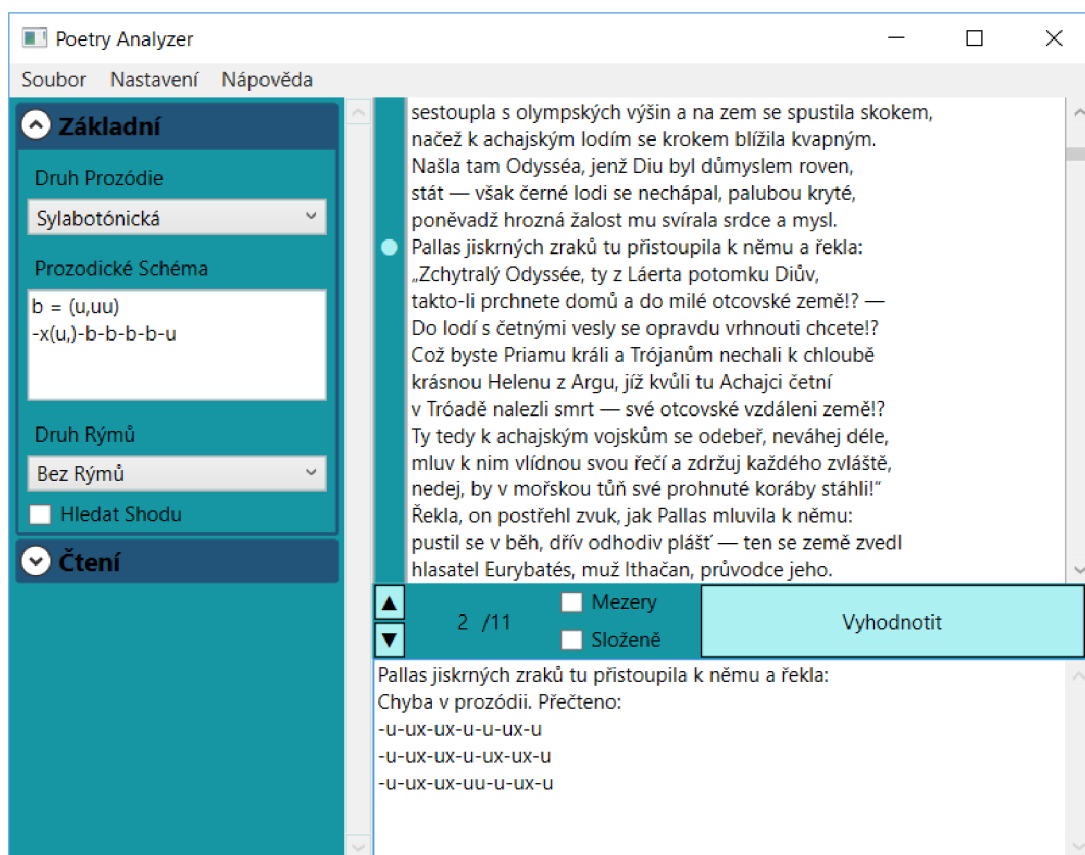 Poetry Analyzer
Soubor Nastavení Nápověda
Základní
Druh Prozódie
Sylabotónická
Prozodické Schéma
b = (u,uu)
-x(u,)-b-b-b-b-u
Druh Rýmů
Bez Rýmů
Hledat Shodu
Čtení
sestoupla s olympských výšin a na zem se spustila skokem,
načež k achajským lodím se krokem blížila kvapným.
Našla tam Odysséa, jenž Diu byl důmyslem roven,
stát — však černé lodi se nechápal, palubou kryté,
poněvadž hrozná žalost mu svírala srdce a mysl.
Pallas jiskrných zraků tu přistoupila k němu a řekla:
„Zchytralý Odyssée, ty z Láerta potomku Diův,
takto-li prchnete domů a do milé otcovské země!? —
Do lodí s četnými vesly se opravdu vrhnouti chcete!?
Což byste Priamu králi a Trójanům nechali k chloubě
krásnou Helenu z Argu, jíž kvůli tu Achajci četní
v Tróadě nalezli smrt — své otcovské vzdáleni země!?
Ty tedy k achajským vojskům se odebeř, neváhej déle,
mluv k nim vlídnou svou řečí a zdržuj každého zvláště,
nedej, by v mořskou tůň své prohnuté koráby stáhli!“
Řekla, on postřehl zvuk, jak Pallas mluvila k němu:
pustil se v běh, dřív odhodiv plášť — ten se země zvedl
hlasatel Eurybatés, muž Ithačan, průvodce jeho.
2 /11
Mezery
Složeně
Vyhodnotit
Pallas jiskrných zraků tu přistoupila k němu a řekla:
Chyba v prozódii. Přečteno:
-u-ux-ux-u-u-ux-u
-u-ux-ux-u-ux-ux-u
-u-ux-ux-uu-u-ux-u